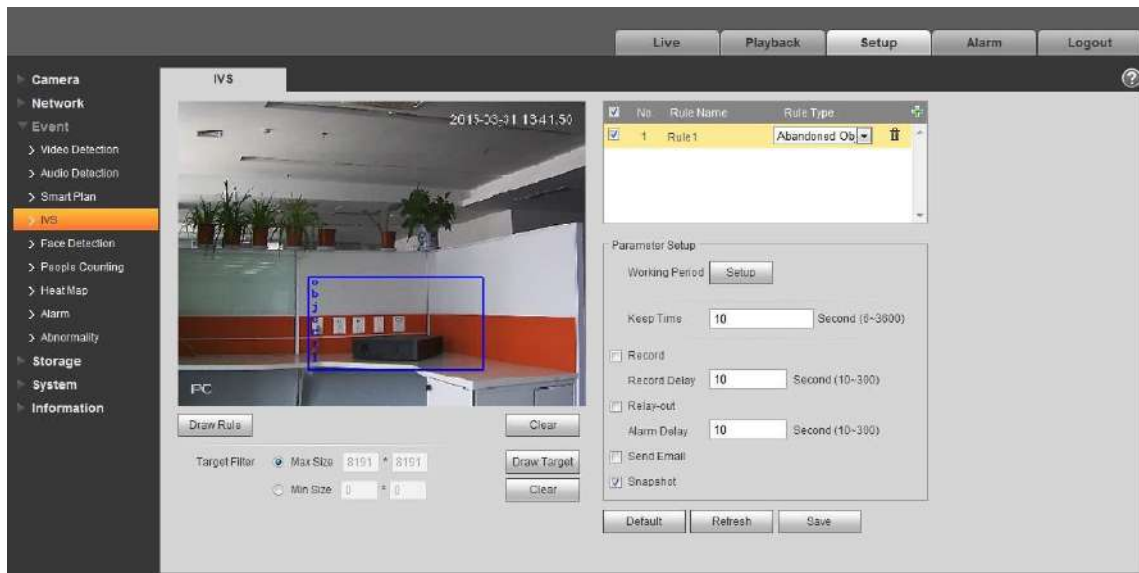 Live
Playback
Setup
Alarm
Logout
Camera
Network
Event
Video Detection
Audio Detection
Smart Plan
IVS
Face Detection
People Counting
Heat Map
Alarm
Abnormality
Storage
System
Information
IVS
2015-03-31 13:41:50
IPC
Draw Rule
Clear
Target Filter Max Size 8191 * 8191 Draw Target
Min Size 0 * 0 Clear
No. Rule Name Rule Type
1 Rule1 Abandoned Ob
Parameter Setup
Working Period Setup
Keep Time 10 Second (6~3600)
Record
Record Delay 10 Second (10~300)
Relay-out
Alarm Delay 10 Second (10~300)
Send Email
Snapshot
Default Refresh Save